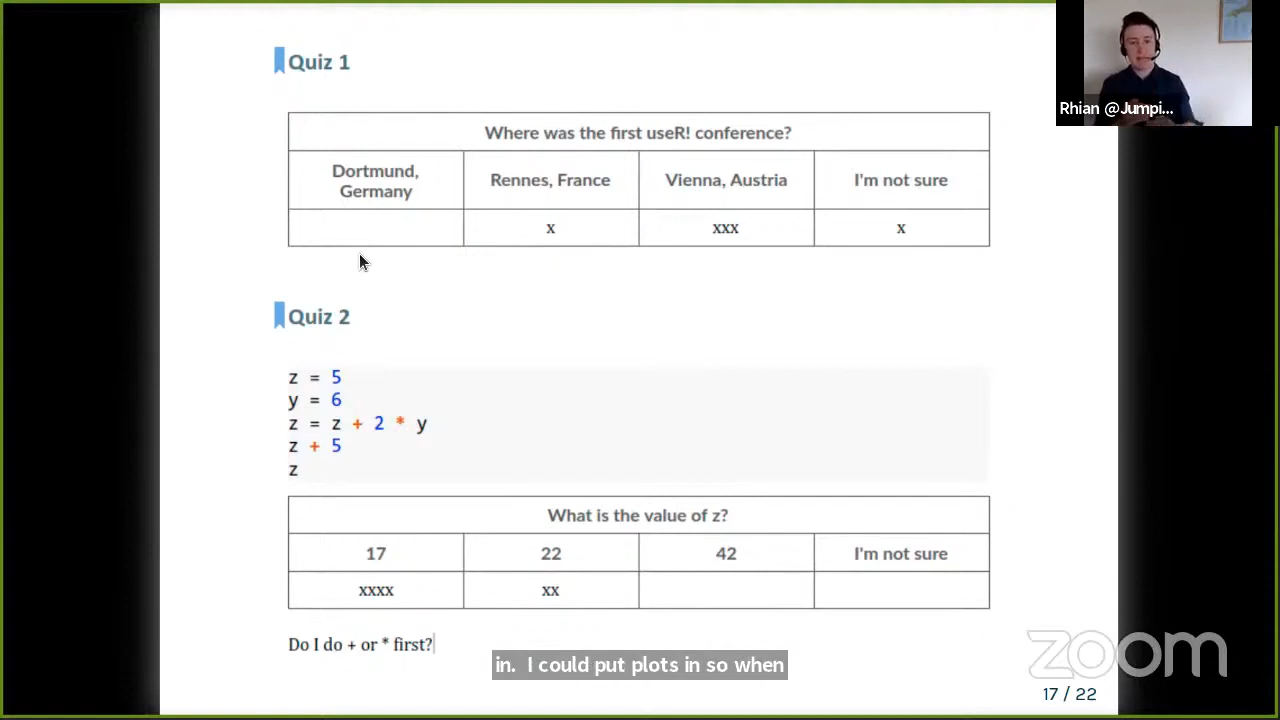 Rhian @Jumpi...
Quiz 1
Where was the first useR! conference?
Dortmund,
Germany
Rennes, France
Vienna, Austria
I'm not sure
x
xxx
x
Quiz 2
z = 5
y = 6
z = z + 2 * y
z + 5
z
What is the value of z?
17
22
42
I'm not sure
xxxx
xx
Do I do + or * first?
in.  I could put plots in so when
zoom
17 / 22